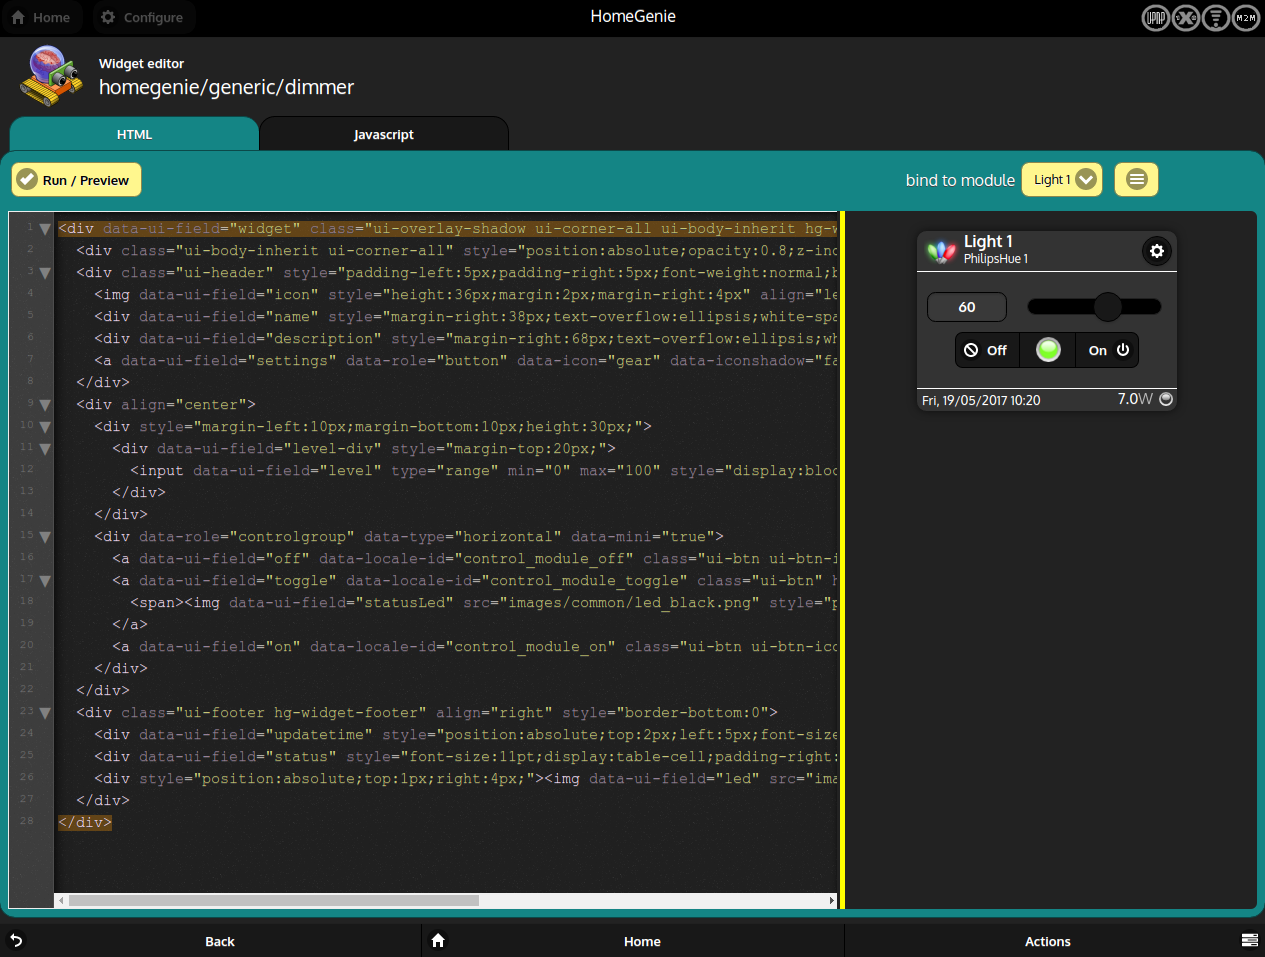 Home Configure HomeGenie UPNP X M2M
Widget editor
homegenie/generic/dimmer
HTML Javascript
Run / Preview bind to module Light 1
1 <div data-ui-field="widget" class="ui-overlay-shadow ui-corner-all ui-body-inherit hg-w
2 <div class="ui-body-inherit ui-corner-all" style="position:absolute;opacity:0.8;z-ind
3 <div class="ui-header" style="padding-left:5px;padding-right:5px;font-weight:normal;b
4 <img data-ui-field="icon" style="height:36px;margin:2px;margin-right:4px" align="le
5 <div data-ui-field="name" style="margin-right:38px;text-overflow:ellipsis;white-spa
6 <div data-ui-field="description" style="margin-right:68px;text-overflow:ellipsis;wh
7 <a data-ui-field="settings" data-role="button" data-icon="gear" data-iconshadow="fa
8 </div>
9 <div align="center">
10 <div style="margin-left:10px;margin-bottom:10px;height:30px;">
11 <div data-ui-field="level-div" style="margin-top:20px;">
12 <input data-ui-field="level" type="range" min="0" max="100" style="display:bloc
13 </div>
14 </div>
15 <div data-role="controlgroup" data-type="horizontal" data-mini="true">
16 <a data-ui-field="off" data-locale-id="control_module_off" class="ui-btn ui-btn-i
17 <a data-ui-field="toggle" data-locale-id="control_module_toggle" class="ui-btn" h
18 <span><img data-ui-field="statusLed" src="images/common/led_black.png" style="p
19 </a>
20 <a data-ui-field="on" data-locale-id="control_module_on" class="ui-btn ui-btn-ico
21 </div>
22 </div>
23 <div class="ui-footer hg-widget-footer" align="right" style="border-bottom:0">
24 <div data-ui-field="updatetime" style="position:absolute;top:2px;left:5px;font-size
25 <div data-ui-field="status" style="font-size:11pt;display:table-cell;padding-right:
26 <div style="position:absolute;top:1px;right:4px;"><img data-ui-field="led" src="ima
27 </div>
28 </div>
Light 1
PhilipsHue 1
60
Off On
Fri, 19/05/2017 10:20 7.0W
Back Home Actions